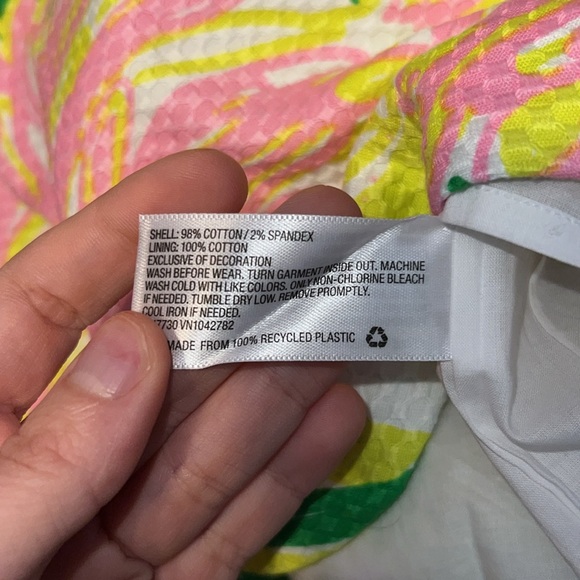 SHELL: 98% COTTON / 2% SPANDEX
LINING: 100% COTTON
EXCLUSIVE OF DECORATION
WASH BEFORE WEAR. TURN GARMENT INSIDE OUT. MACHINE
WASH COLD WITH LIKE COLORS. ONLY NON-CHLORINE BLEACH
IF NEEDED. TUMBLE DRY LOW. REMOVE PROMPTLY.
COOL IRON IF NEEDED.
7730 VN1042782
MADE FROM 100% RECYCLED PLASTIC